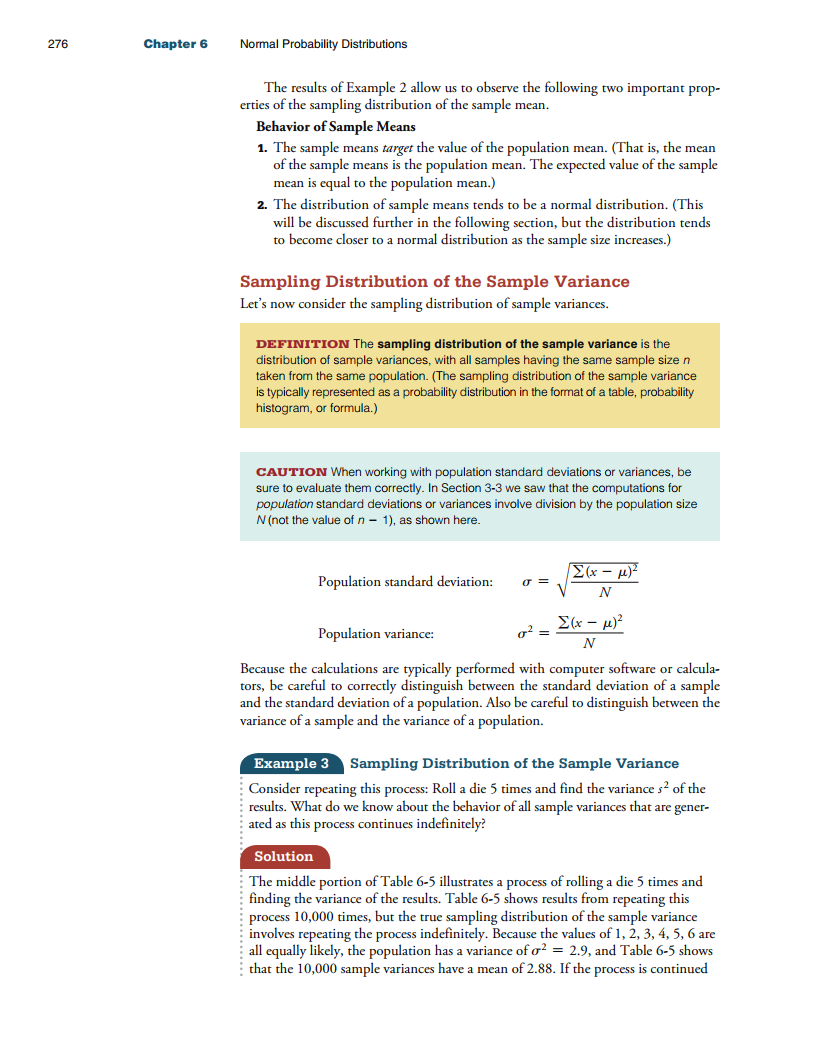 276 Chapter 6 Normal Probability Distributions
The results of Example 2 allow us to observe the following two important prop-
erties of the sampling distribution of the sample mean.
Behavior of Sample Means
1. The sample means target the value of the population mean. (That is, the mean
of the sample means is the population mean. The expected value of the sample
mean is equal to the population mean.)
2. The distribution of sample means tends to be a normal distribution. (This
will be discussed further in the following section, but the distribution tends
to become closer to a normal distribution as the sample size increases.)
Sampling Distribution of the Sample Variance
Let's now consider the sampling distribution of sample variances.
DEFINITION The sampling distribution of the sample variance is the
distribution of sample variances, with all samples having the same sample size n
taken from the same population. (The sampling distribution of the sample variance
is typically represented as a probability distribution in the format of a table, probability
histogram, or formula.)
CAUTION When working with population standard deviations or variances, be
sure to evaluate them correctly. In Section 3-3 we saw that the computations for
population standard deviations or variances involve division by the population size
N (not the value of n − 1), as shown here.
Population standard deviation: σ = √(Σ(x − μ)² / N)
Population variance: σ² = Σ(x − μ)² / N
Because the calculations are typically performed with computer software or calcula-
tors, be careful to correctly distinguish between the standard deviation of a sample
and the standard deviation of a population. Also be careful to distinguish between the
variance of a sample and the variance of a population.
Example 3 Sampling Distribution of the Sample Variance
Consider repeating this process: Roll a die 5 times and find the variance s² of the
results. What do we know about the behavior of all sample variances that are gener-
ated as this process continues indefinitely?
Solution
The middle portion of Table 6-5 illustrates a process of rolling a die 5 times and
finding the variance of the results. Table 6-5 shows results from repeating this
process 10,000 times, but the true sampling distribution of the sample variance
involves repeating the process indefinitely. Because the values of 1, 2, 3, 4, 5, 6 are
all equally likely, the population has a variance of σ² = 2.9, and Table 6-5 shows
that the 10,000 sample variances have a mean of 2.88. If the process is continued